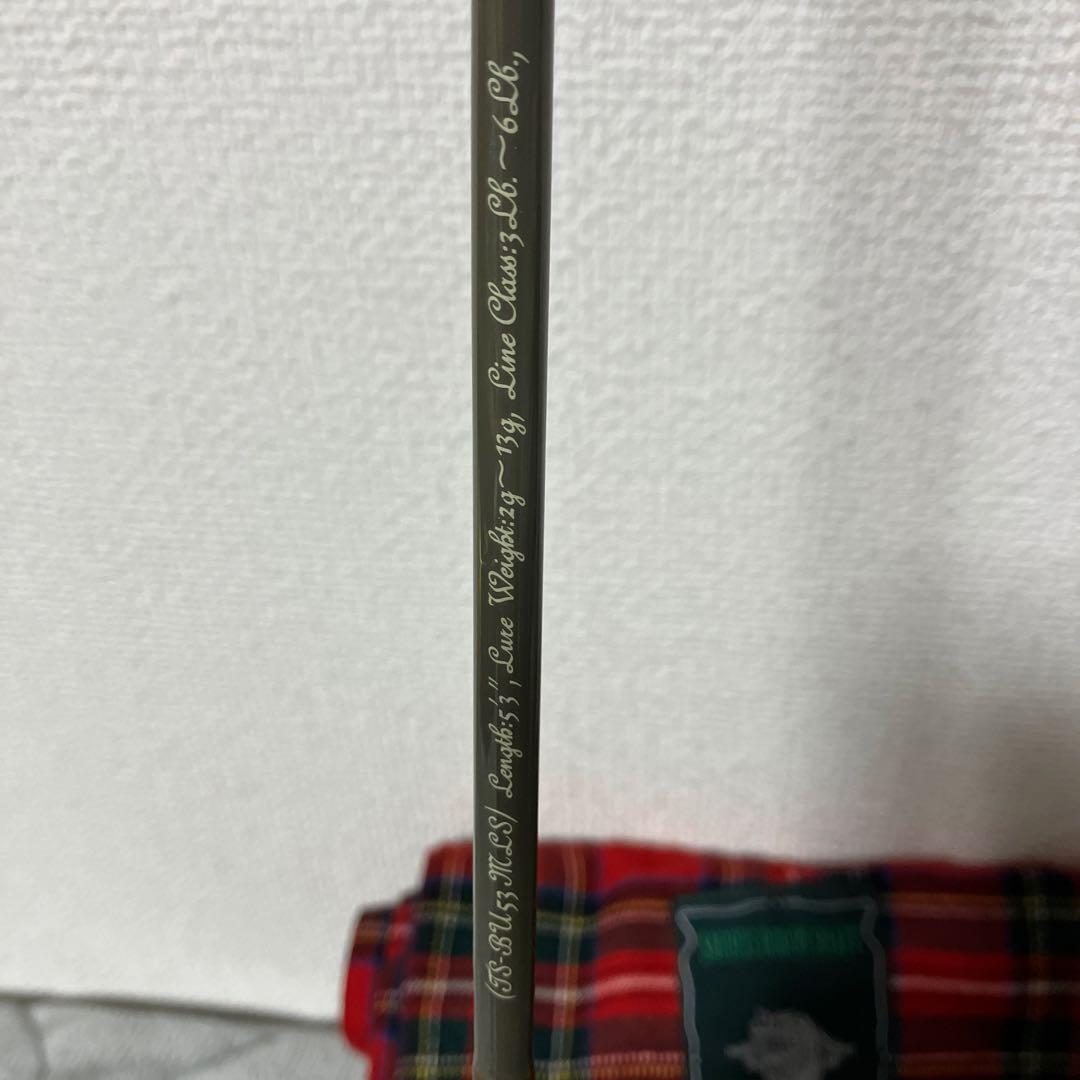 (TS-BU53MLS) Length:5'3'', Lure Weight:2g~13g, Line Class:3Lb.~6Lb.,